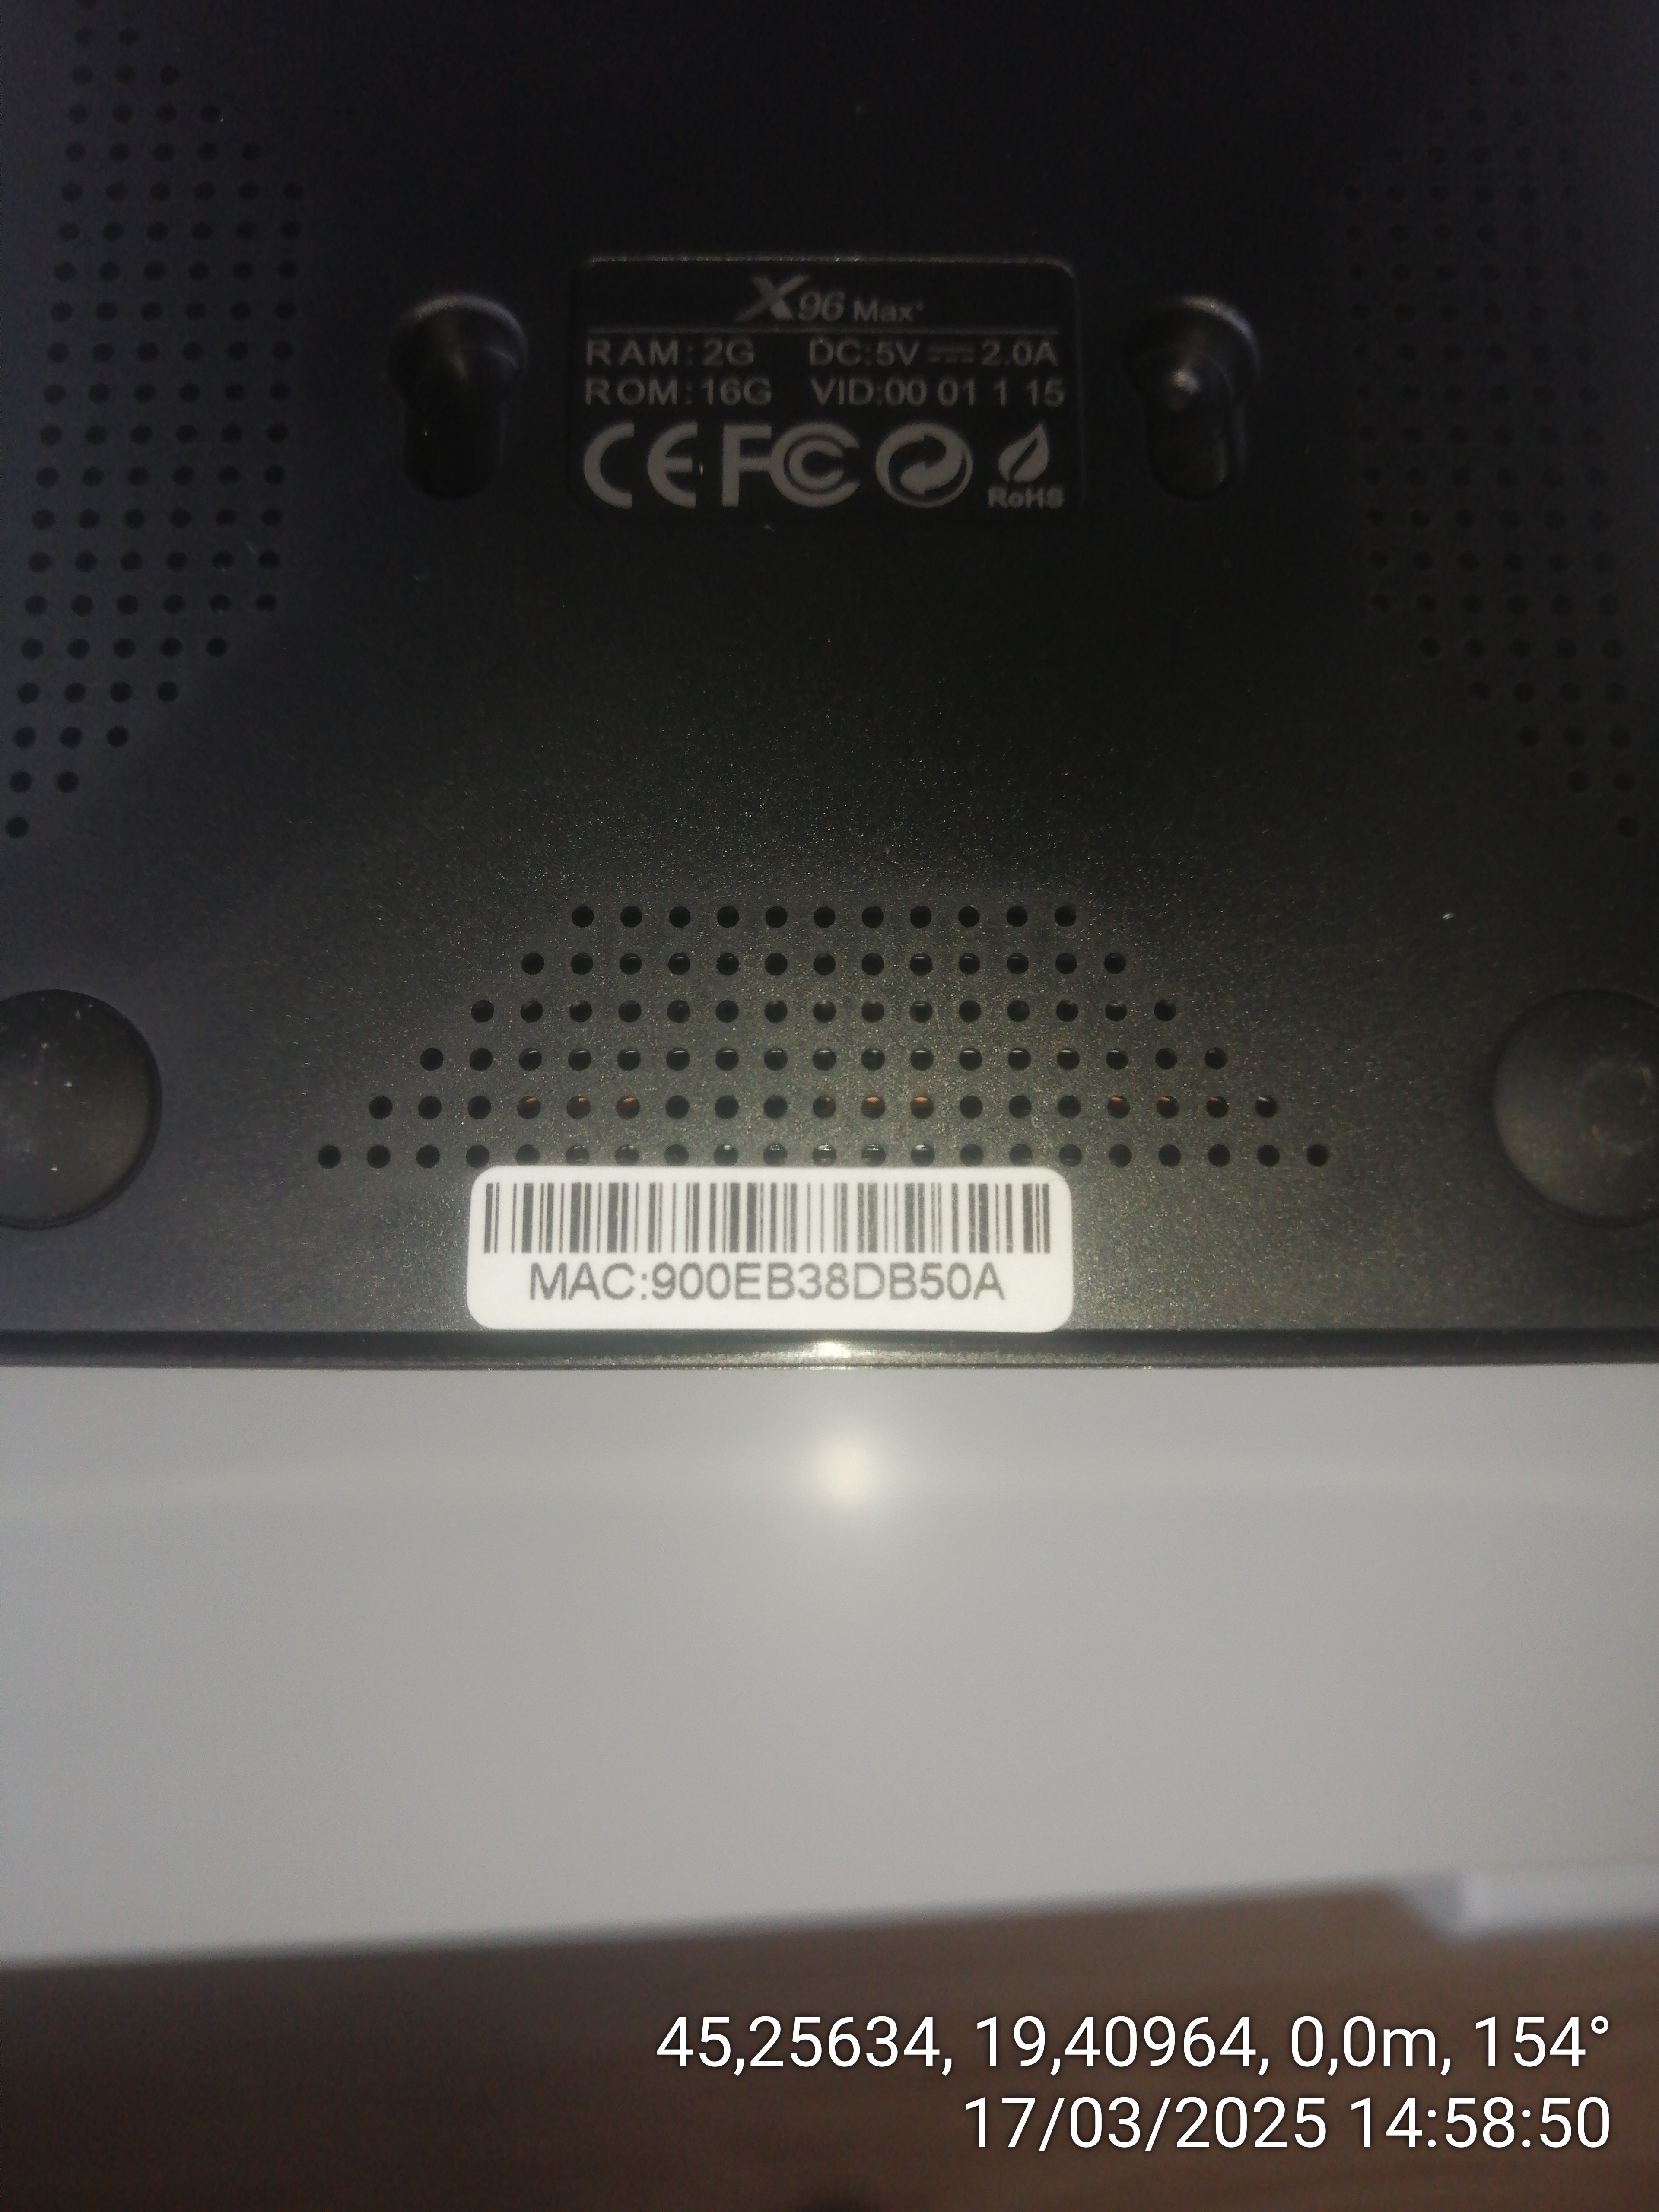 X96 Max+
RAM:2G DC:5V⎓2.0A
ROM:16G VID:00 01 1 15
CE FC RoHS
MAC:900EB38DB50A
45,25634, 19,40964, 0,0m, 154°
17/03/2025 14:58:50